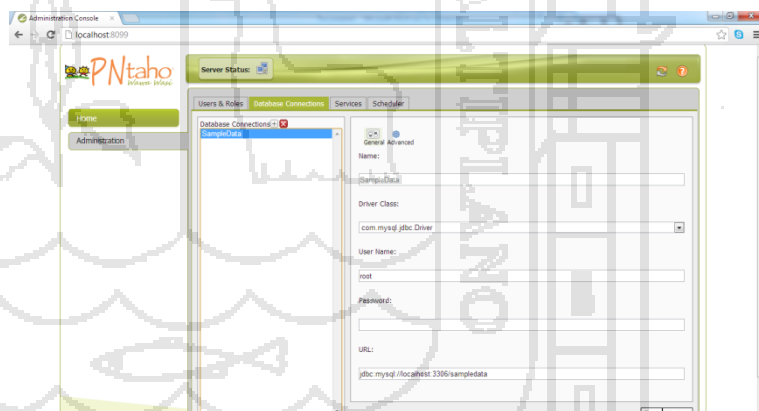 Administration Console
localhost:8099
PNtaho
Wawa Wasi
Server Status:
Home
Administration
Users & Roles Database Connections Services Scheduler
Database Connections
SampleData
General Advanced
Name:
SampleData
Driver Class:
com.mysql.jdbc.Driver
User Name:
root
Password:
URL:
jdbc:mysql://localhost:3306/sampledata